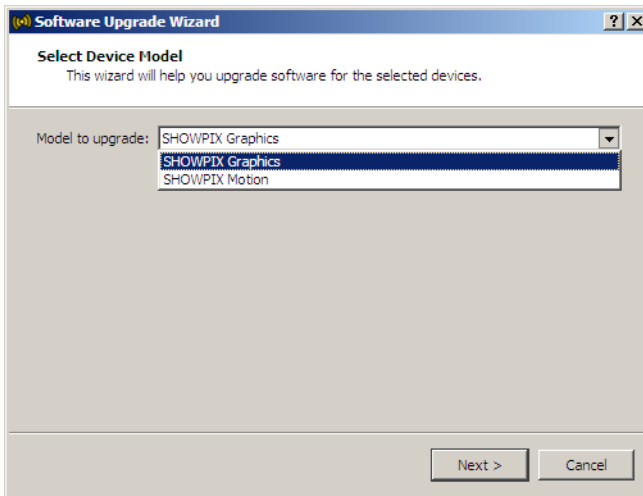 Software Upgrade Wizard
Select Device Model
This wizard will help you upgrade software for the selected devices.
Model to upgrade: SHOWPIX Graphics
SHOWPIX Graphics
SHOWPIX Motion
Next > Cancel